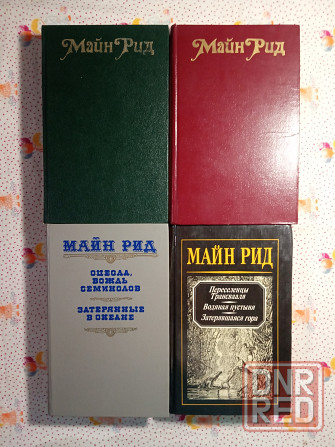 Майн Рид
Майн Рид
МАЙН РИД
ОЦЕОЛА,
ВОЖДЬ
СЕМИНОЛОВ
ЗАТЕРЯННЫЕ
В ОКЕАНЕ
МАЙН РИД
Переселенцы
Трансвааля
Водяная пустыня
Затерявшаяся гора
DNR
RED